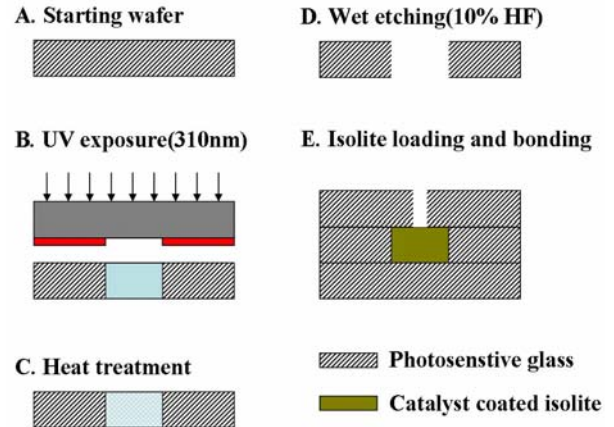 A. Starting wafer
B. UV exposure(310nm)
C. Heat treatment
D. Wet etching(10% HF)
E. Isolite loading and bonding
Photosenstive glass
Catalyst coated isolite